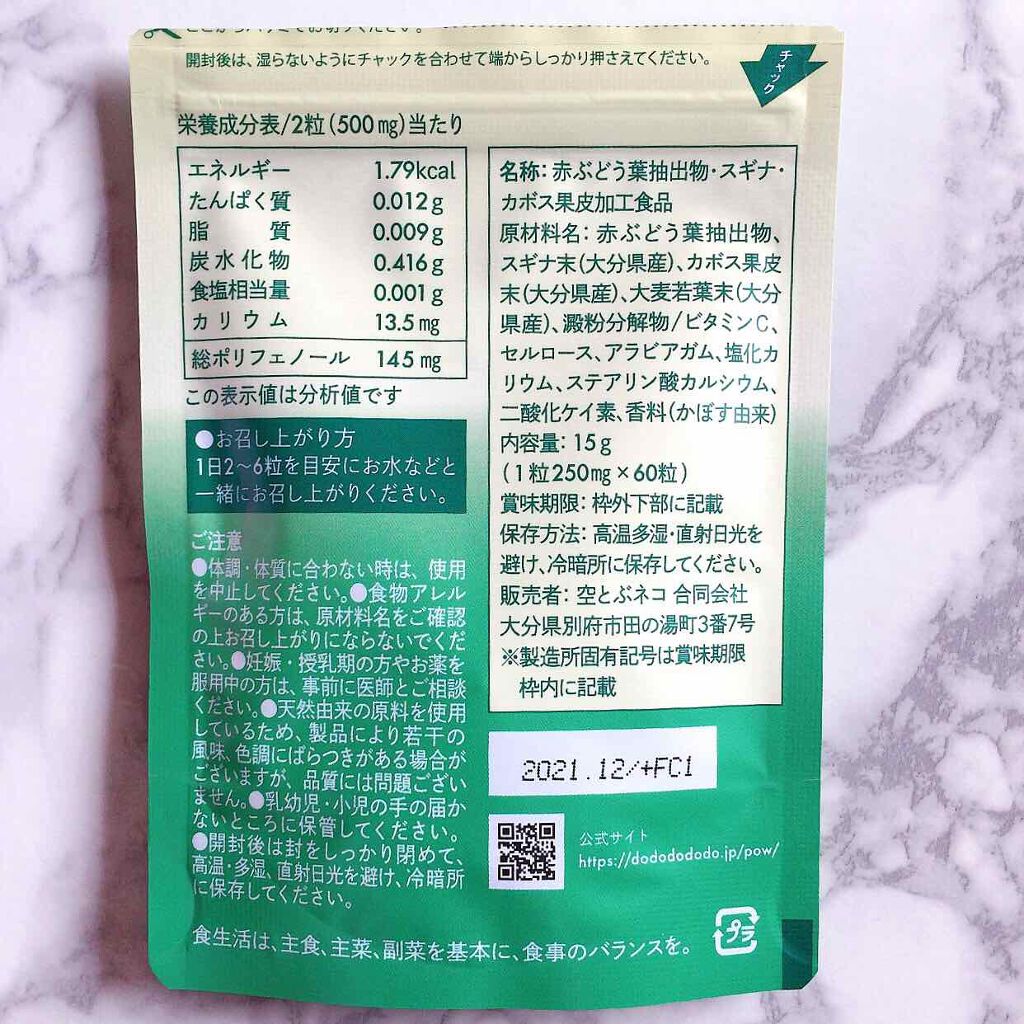 開封後は、湿らないようにチャックを合わせて端からしっかり押さえてください。
チャック
栄養成分表/2粒(500㎎)当たり
エネルギー 1.79kcal
たんぱく質 0.012g
脂質 0.009g
炭水化物 0.416g
食塩相当量 0.001g
カリウム 13.5㎎
総ポリフェノール 145㎎
この表示値は分析値です
●お召し上がり方
1日2～6粒を目安にお水などと
一緒にお召し上がりください。
ご注意
●体調・体質に合わない時は、使用
を中止してください。●食物アレル
ギーのある方は、原材料名をご確認
の上お召し上がりにならないでくだ
さい。●妊娠・授乳期の方やお薬を
服用中の方は、事前に医師とご相談
ください。●天然由来の原料を使用
しているため、製品により若干の
風味、色調にばらつきがある場合が
ございますが、品質には問題ござい
ません。●乳幼児・小児の手の届か
ないところに保管してください。
●開封後は封をしっかり閉めて、
高温・多湿、直射日光を避け、冷暗所
に保存してください。
名称：赤ぶどう葉抽出物・スギナ・
カボス果皮加工食品
原材料名：赤ぶどう葉抽出物、
スギナ末(大分県産)、カボス果皮
末(大分県産)、大麦若葉末(大分
県産)、澱粉分解物/ビタミンC、
セルロース、アラビアガム、塩化カ
リウム、ステアリン酸カルシウム、
二酸化ケイ素、香料(かぼす由来)
内容量：15g
(1粒250㎎×60粒)
賞味期限：枠外下部に記載
保存方法：高温多湿・直射日光を
避け、冷暗所に保存してください。
販売者：空とぶネコ 合同会社
大分県別府市田の湯町3番7号
※製造所固有記号は賞味期限
枠内に記載
2021.12/+FC1
公式サイト
https://dodododododo.jp/pow/
プラ
食生活は、主食、主菜、副菜を基本に、食事のバランスを。